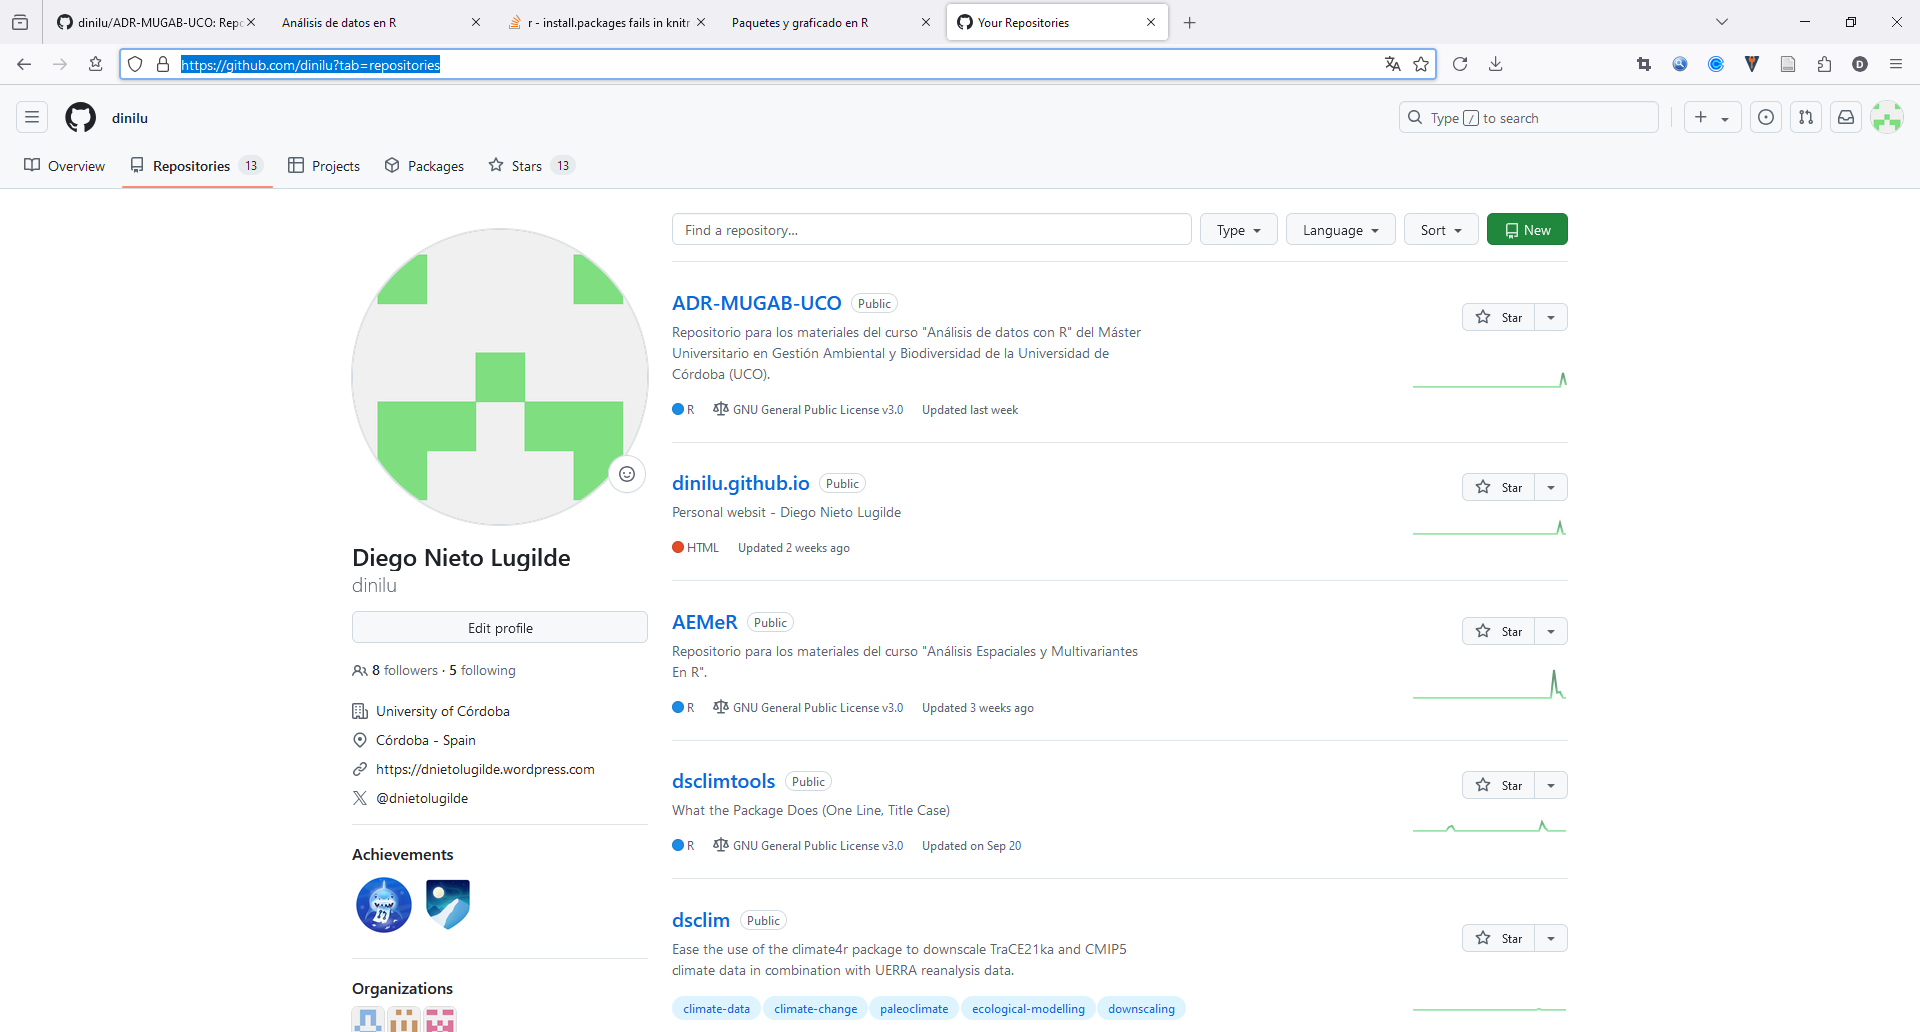 dinilu/ADR-MUGAB-UCO: Repo
Análisis de datos en R
r - install.packages fails in knitr
Paquetes y graficado en R
Your Repositories
https://github.com/dinilu?tab=repositories
D
dinilu
Type / to search
Overview
Repositories 13
Projects
Packages
Stars 13
Find a repository...
Type
Language
Sort
New
ADR-MUGAB-UCO Public
Star
Repositorio para los materiales del curso "Análisis de datos con R" del Máster
Universitario en Gestión Ambiental y Biodiversidad de la Universidad de
Córdoba (UCO).
R GNU General Public License v3.0 Updated last week
dinilu.github.io Public
Star
Personal websit - Diego Nieto Lugilde
HTML Updated 2 weeks ago
AEMeR Public
Star
Repositorio para los materiales del curso "Análisis Espaciales y Multivariantes
En R".
R GNU General Public License v3.0 Updated 3 weeks ago
dsclimtools Public
Star
What the Package Does (One Line, Title Case)
R GNU General Public License v3.0 Updated on Sep 20
dsclim Public
Star
Ease the use of the climate4r package to downscale TraCE21ka and CMIP5
climate data in combination with UERRA reanalysis data.
climate-data climate-change paleoclimate ecological-modelling downscaling
Diego Nieto Lugilde
dinilu
Edit profile
8 followers · 5 following
University of Córdoba
Córdoba - Spain
https://dnietolugilde.wordpress.com
@dnietolugilde
Achievements
Organizations